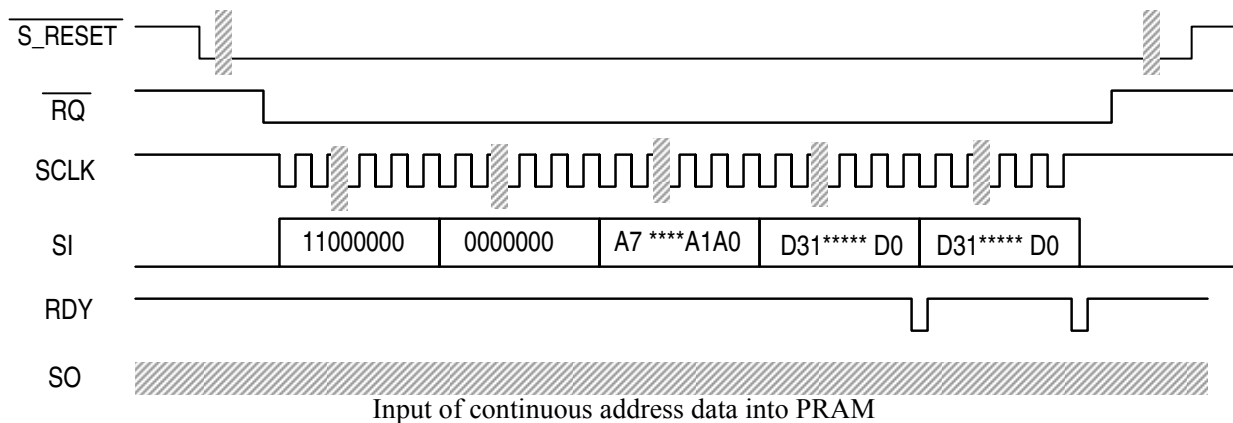 S_RESET
RQ
SCLK
SI 11000000 0000000 A7 ****A1A0 D31***** D0 D31***** D0
RDY
SO
Input of continuous address data into PRAM